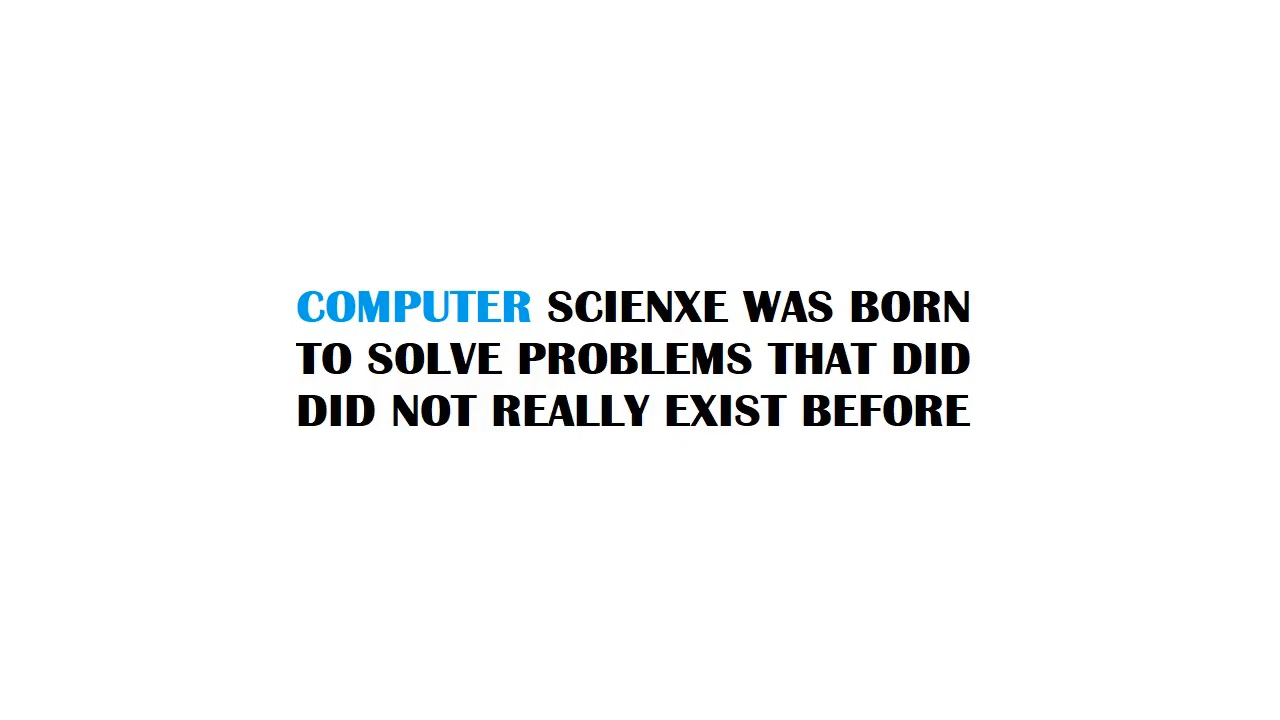 COMPUTER SCIENXE WAS BORN
TO SOLVE PROBLEMS THAT DID
DID NOT REALLY EXIST BEFORE